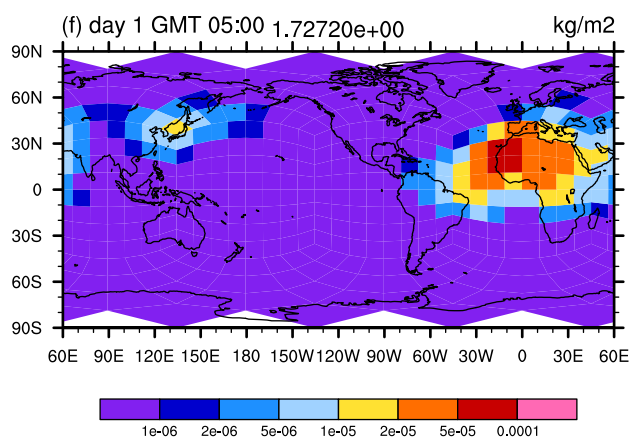 (f) day 1 GMT 05:00 1.72720e+00 kg/m2
90N
60N
30N
0
30S
60S
90S
60E 90E 120E 150E 180 150W 120W 90W 60W 30W 0 30E 60E
1e-06 2e-06 5e-06 1e-05 2e-05 5e-05 0.0001